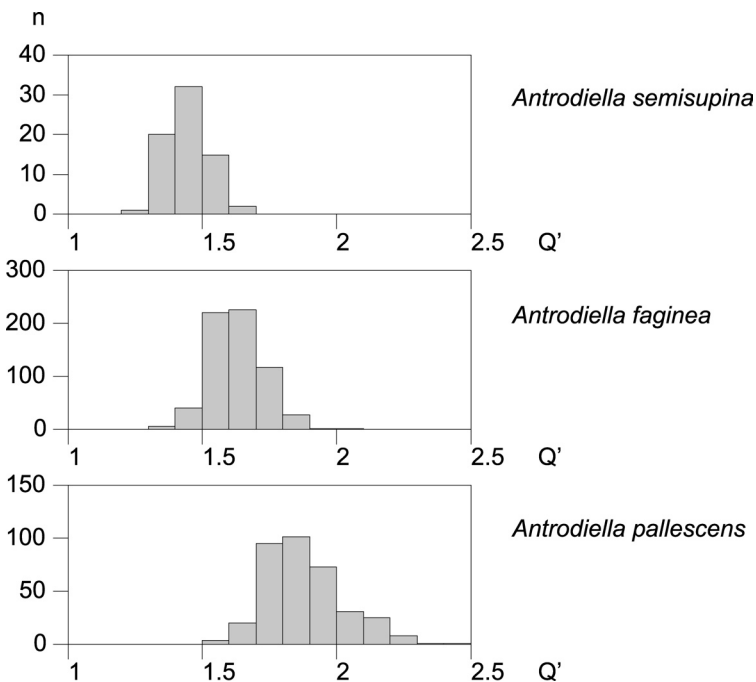 n
40
30
20
10
0
1 1.5 2 2.5 Q’
Antrodiella semisupina
300
200
100
0
1 1.5 2 2.5 Q’
Antrodiella faginea
150
100
50
0
1 1.5 2 2.5 Q’
Antrodiella pallescens